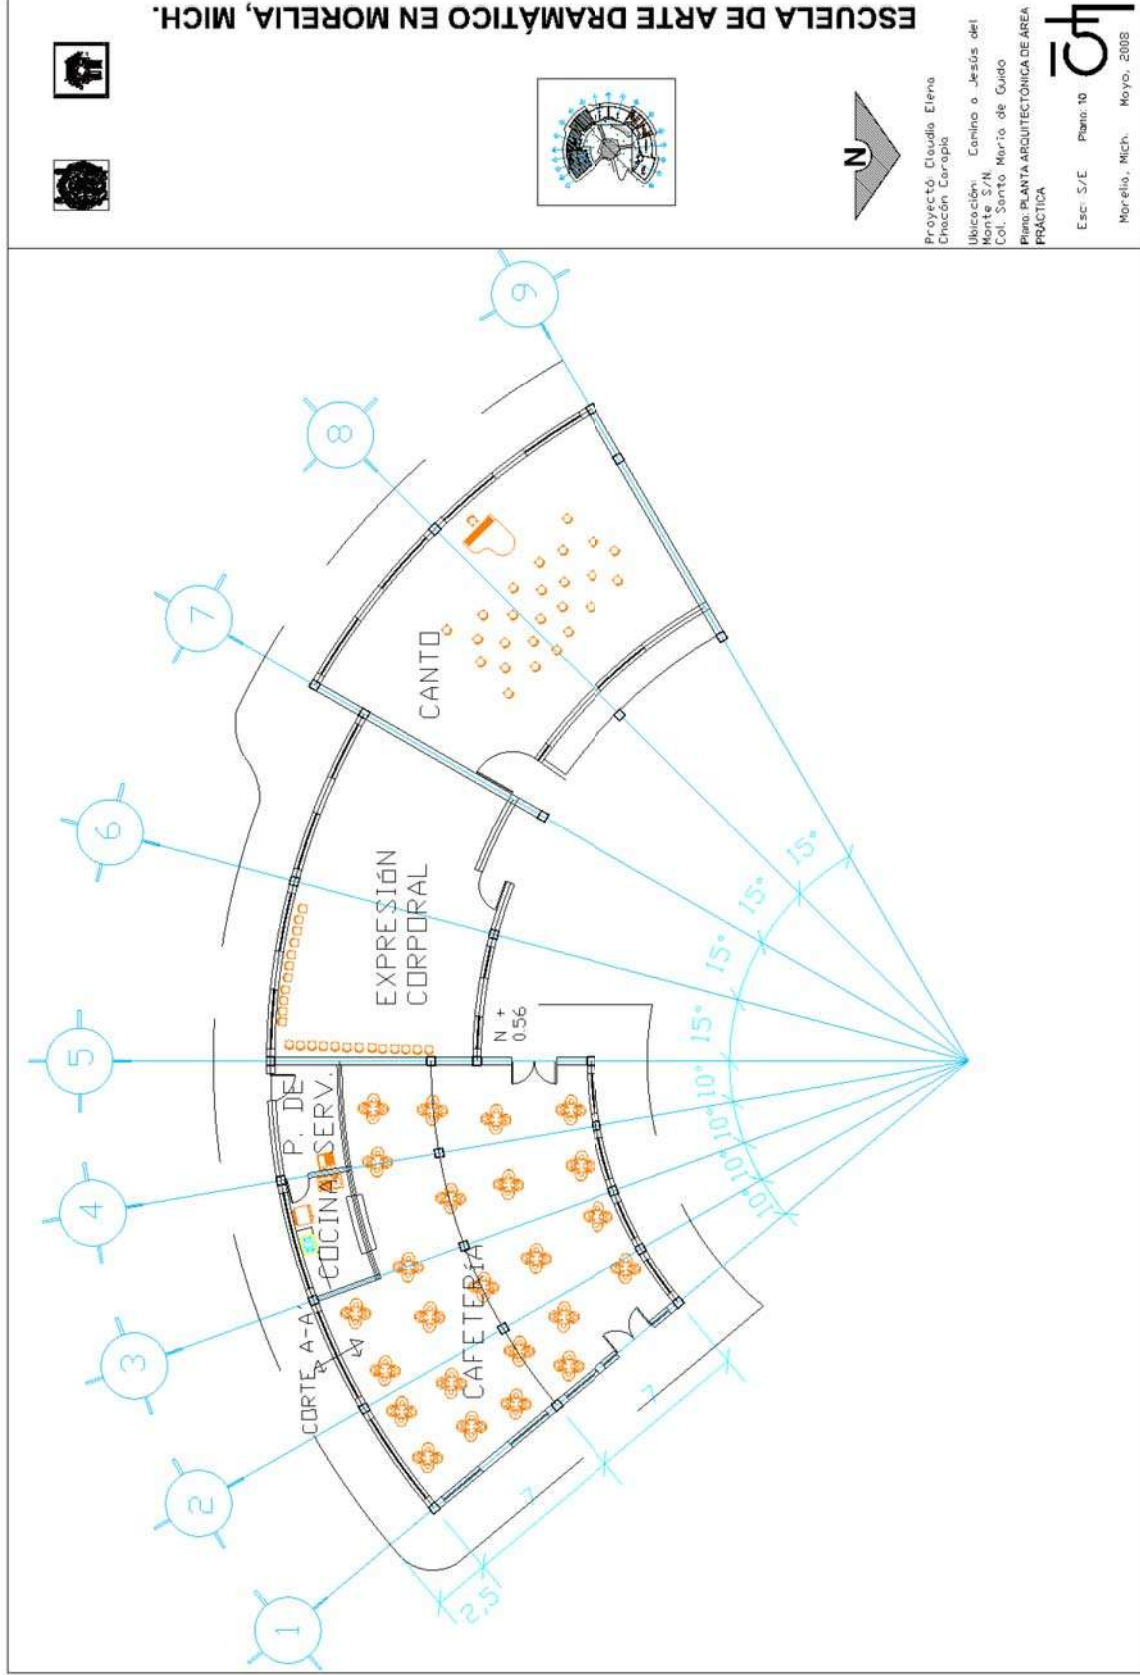 ESCUELA DE ARTE DRAMÁTICO EN MORELIA, MICH.
N
Proyectó: Claudia Elena
Chacón Carapia
Ubicación: Camino a Jesús del
Monte S/N.
Col. Santa María de Guido
Plano: PLANTA ARQUITECTÓNICA DE ÁREA
PRÁCTICA
Esc: S/E Plano: 10
Morelia, Mich. Mayo, 2008
1
2
3
4
5
6
7
8
9
CANTO
EXPRESIÓN
CORPORAL
N +
0.56
P. DE
SERV.
COCINA
CAFETERÍA
CORTE A-A'
10°
10°
10°
10°
15°
15°
15°
15°
2,5
7
7